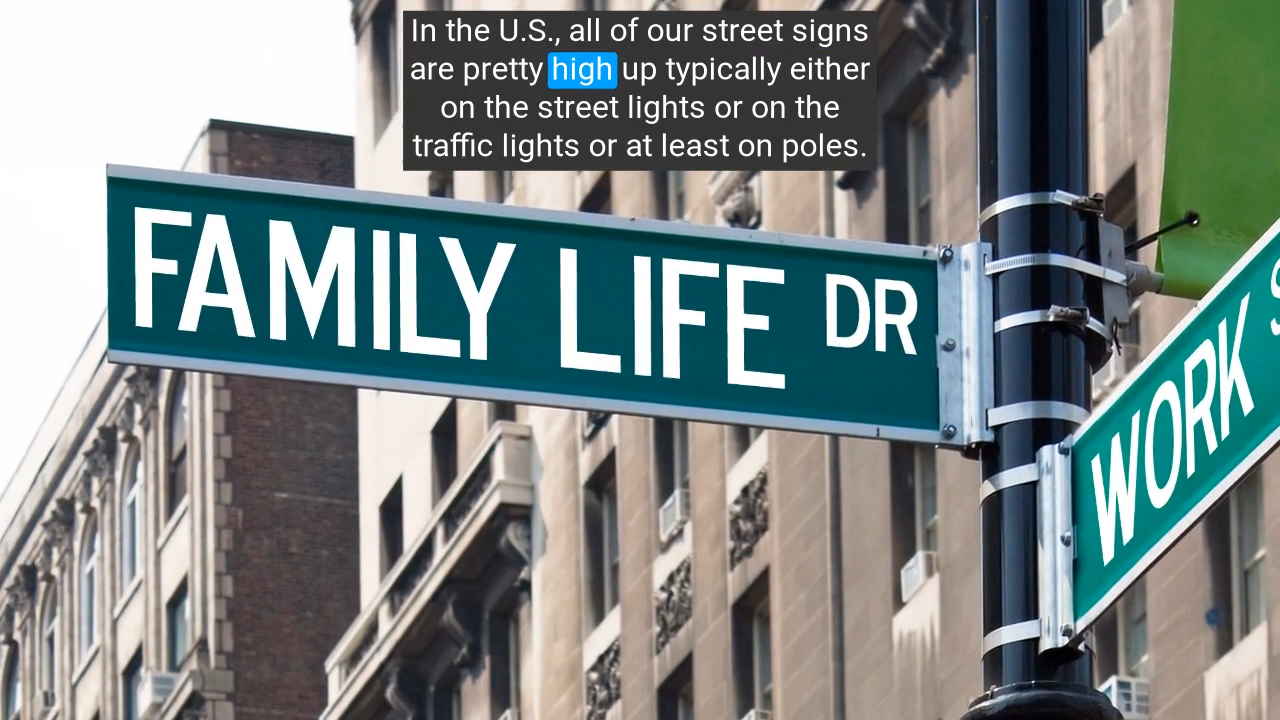 In the U.S., all of our street signs
are pretty high up typically either
on the street lights or on the
traffic lights or at least on poles.
FAMILY LIFE DR
WORK S